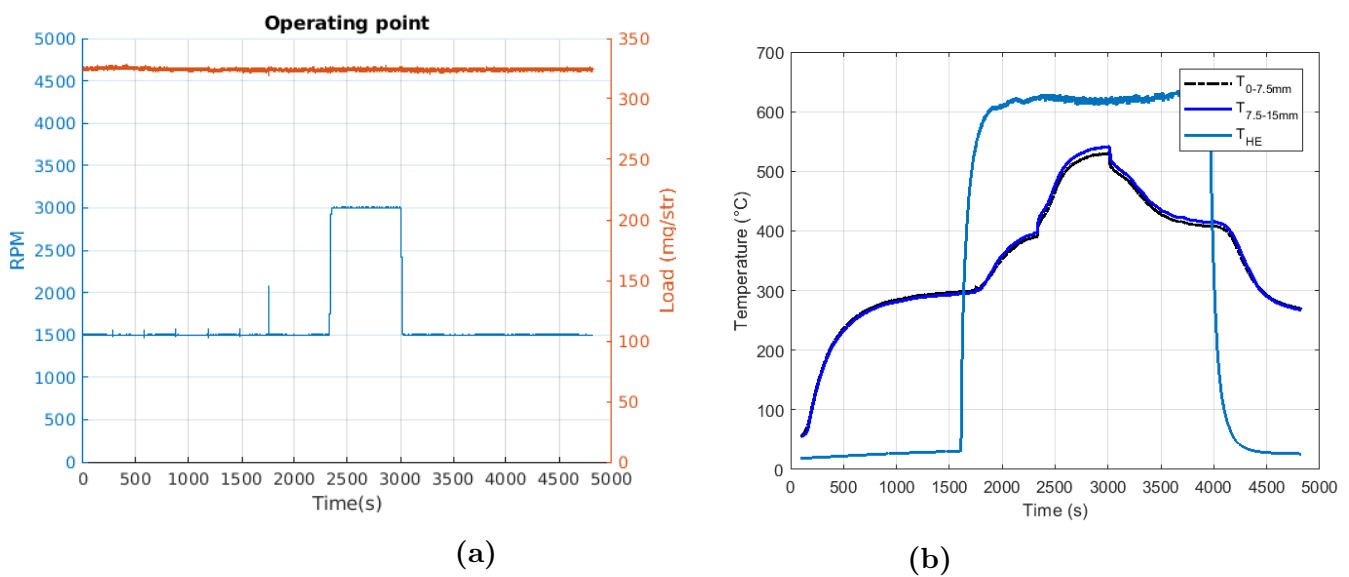 Operating point
5000
4500
4000
3500
3000
2500
2000
1500
1000
500
0
RPM
350
300
250
200
150
100
50
0
Load (mg/str)
0 500 1000 1500 2000 2500 3000 3500 4000 4500 5000
Time(s)
(a)
700
600
500
400
300
200
100
0
Temperature (°C)
T0-7.5mm
T7.5-15mm
THE
0 500 1000 1500 2000 2500 3000 3500 4000 4500 5000
Time (s)
(b)